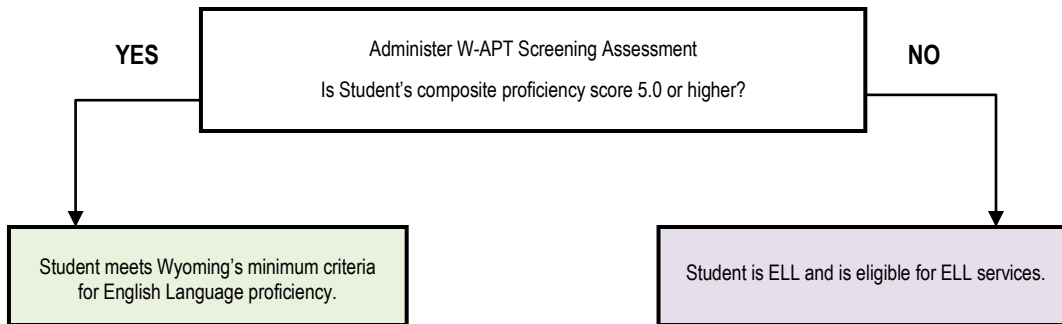 Administer W-APT Screening Assessment
YES
NO
Is Student's composite proficiency score 5.0 or higher?
Student meets Wyoming's minimum criteria
for English Language proficiency.
Student is ELL and is eligible for ELL services.